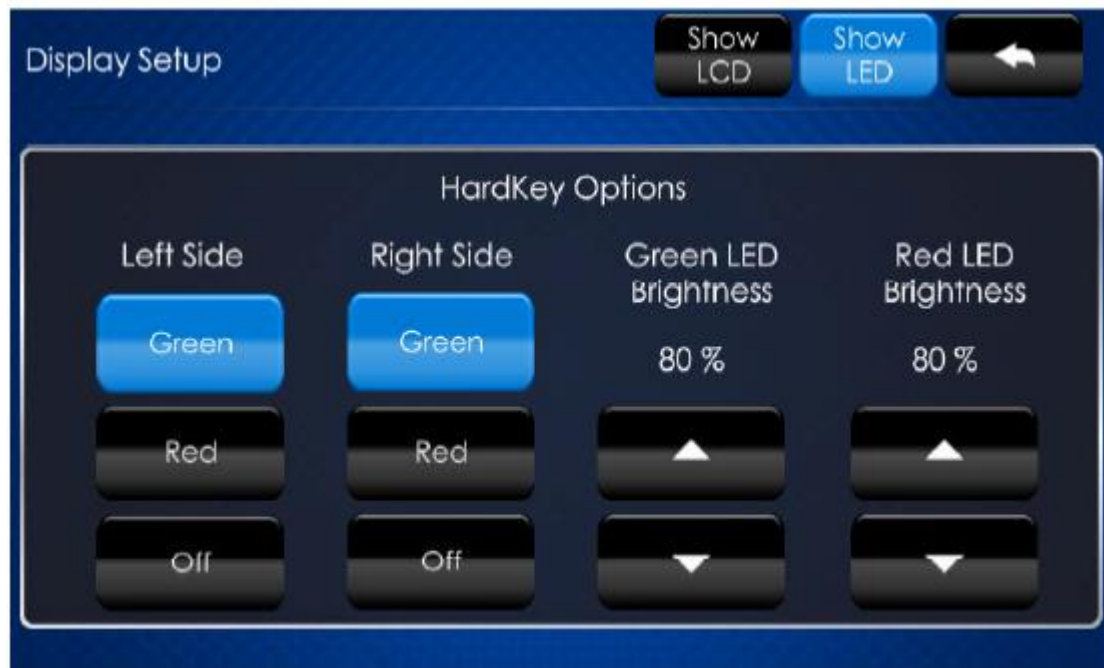 Display Setup
Show
LCD
Show
LED
HardKey Options
Left Side
Right Side
Green LED
Brightness
Red LED
Brightness
Green
Green
80 %
80 %
Red
Red
Off
Off